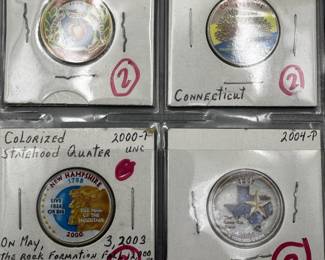 2
2
CONNECTICUT
COLORIZED 2000-P
STATEHOOD QUATER UNC
2004-P
NEW HAMPSHIRE
1788
LIVE
FREE
OR DIE
OLD MAN
OF THE
MOUNTAIN
2000
ON MAY, 3, 2003
THE ROCK FORMATION